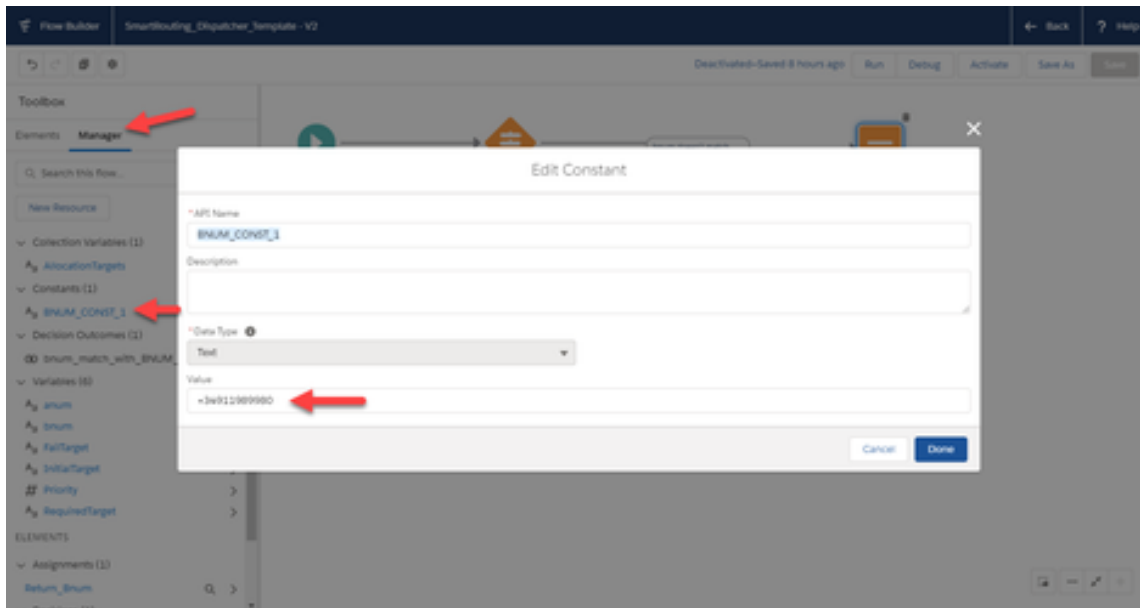 Flow Builder
SmartRouting_Dispatcher_Template - V2
Back
? Help
Deactivated—Saved 8 hours ago
Run
Debug
Activate
Save As
Save
Toolbox
Elements
Manager
Search this flow...
New Resource
Collection Variables (1)
AllocationTargets
Constants (1)
BNUM_CONST_1
Decision Outcomes (1)
bnum_match_with_BNUM_
Variables (6)
anum
bnum
FailTarget
InitialTarget
Priority
RequiredTarget
ELEMENTS
Assignments (1)
Return_Bnum
Edit Constant
*API Name
BNUM_CONST_1
Description
*Data Type
Text
Value
+36911989980
Cancel
Done